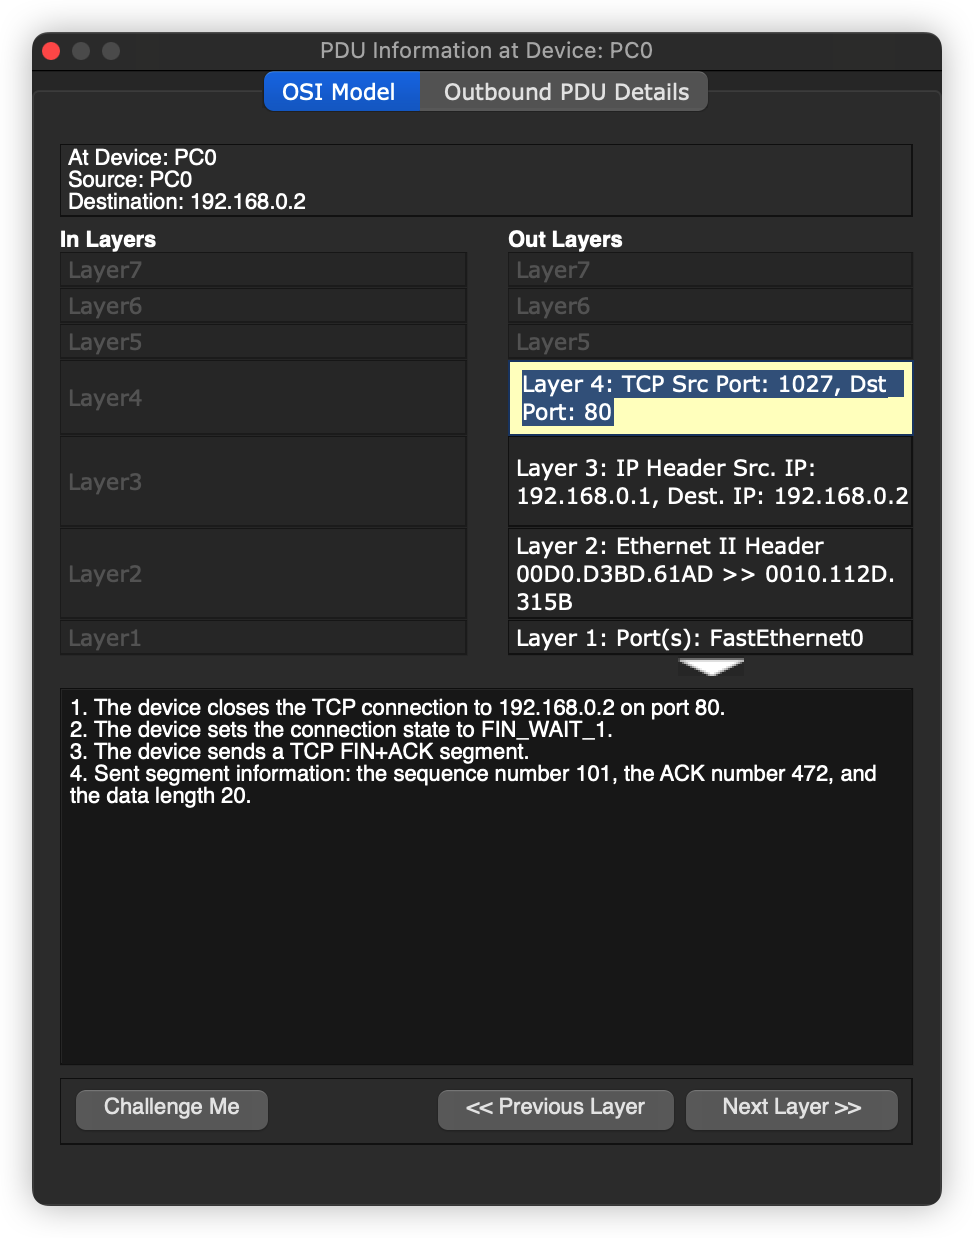 PDU Information at Device: PC0
OSI Model
Outbound PDU Details
At Device: PC0
Source: PC0
Destination: 192.168.0.2
In Layers
Layer7
Layer6
Layer5
Layer4
Layer3
Layer2
Layer1
Out Layers
Layer7
Layer6
Layer5
Layer 4: TCP Src Port: 1027, Dst
Port: 80
Layer 3: IP Header Src. IP:
192.168.0.1, Dest. IP: 192.168.0.2
Layer 2: Ethernet II Header
00D0.D3BD.61AD >> 0010.112D.
315B
Layer 1: Port(s): FastEthernet0
1. The device closes the TCP connection to 192.168.0.2 on port 80.
2. The device sets the connection state to FIN_WAIT_1.
3. The device sends a TCP FIN+ACK segment.
4. Sent segment information: the sequence number 101, the ACK number 472, and
the data length 20.
Challenge Me
<< Previous Layer
Next Layer >>